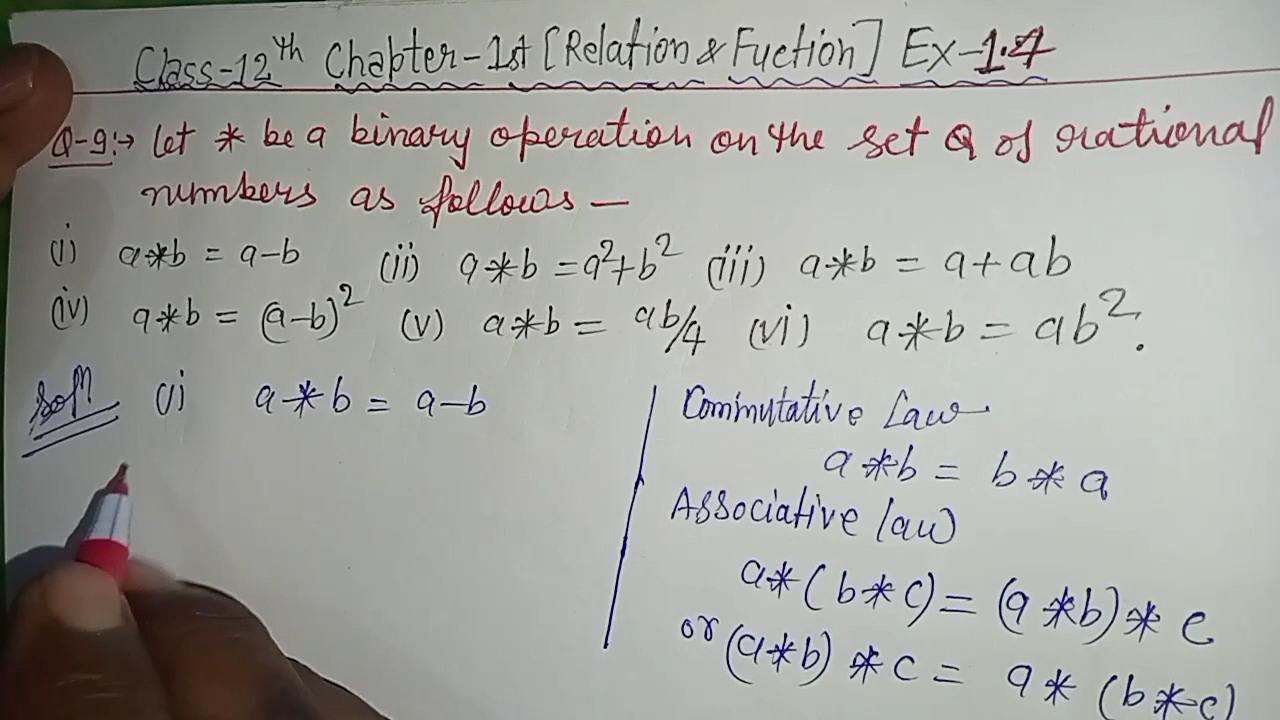 Class-12th Chapter-1st [Relation & Fuction] Ex-1.4
Q-9:→ Let * be a binary operation on the set Q of rational
numbers as follows —
(i) a*b = a-b (ii) a*b = a²+b² (iii) a*b = a+ab
(iv) a*b = (a-b)² (v) a*b = ab/4 (vi) a*b = ab².
Solⁿ (i) a*b = a-b
Commutative Law
a*b = b*a
Associative law
a*(b*c) = (a*b)*c
or (a*b)*c = a*(b*c)